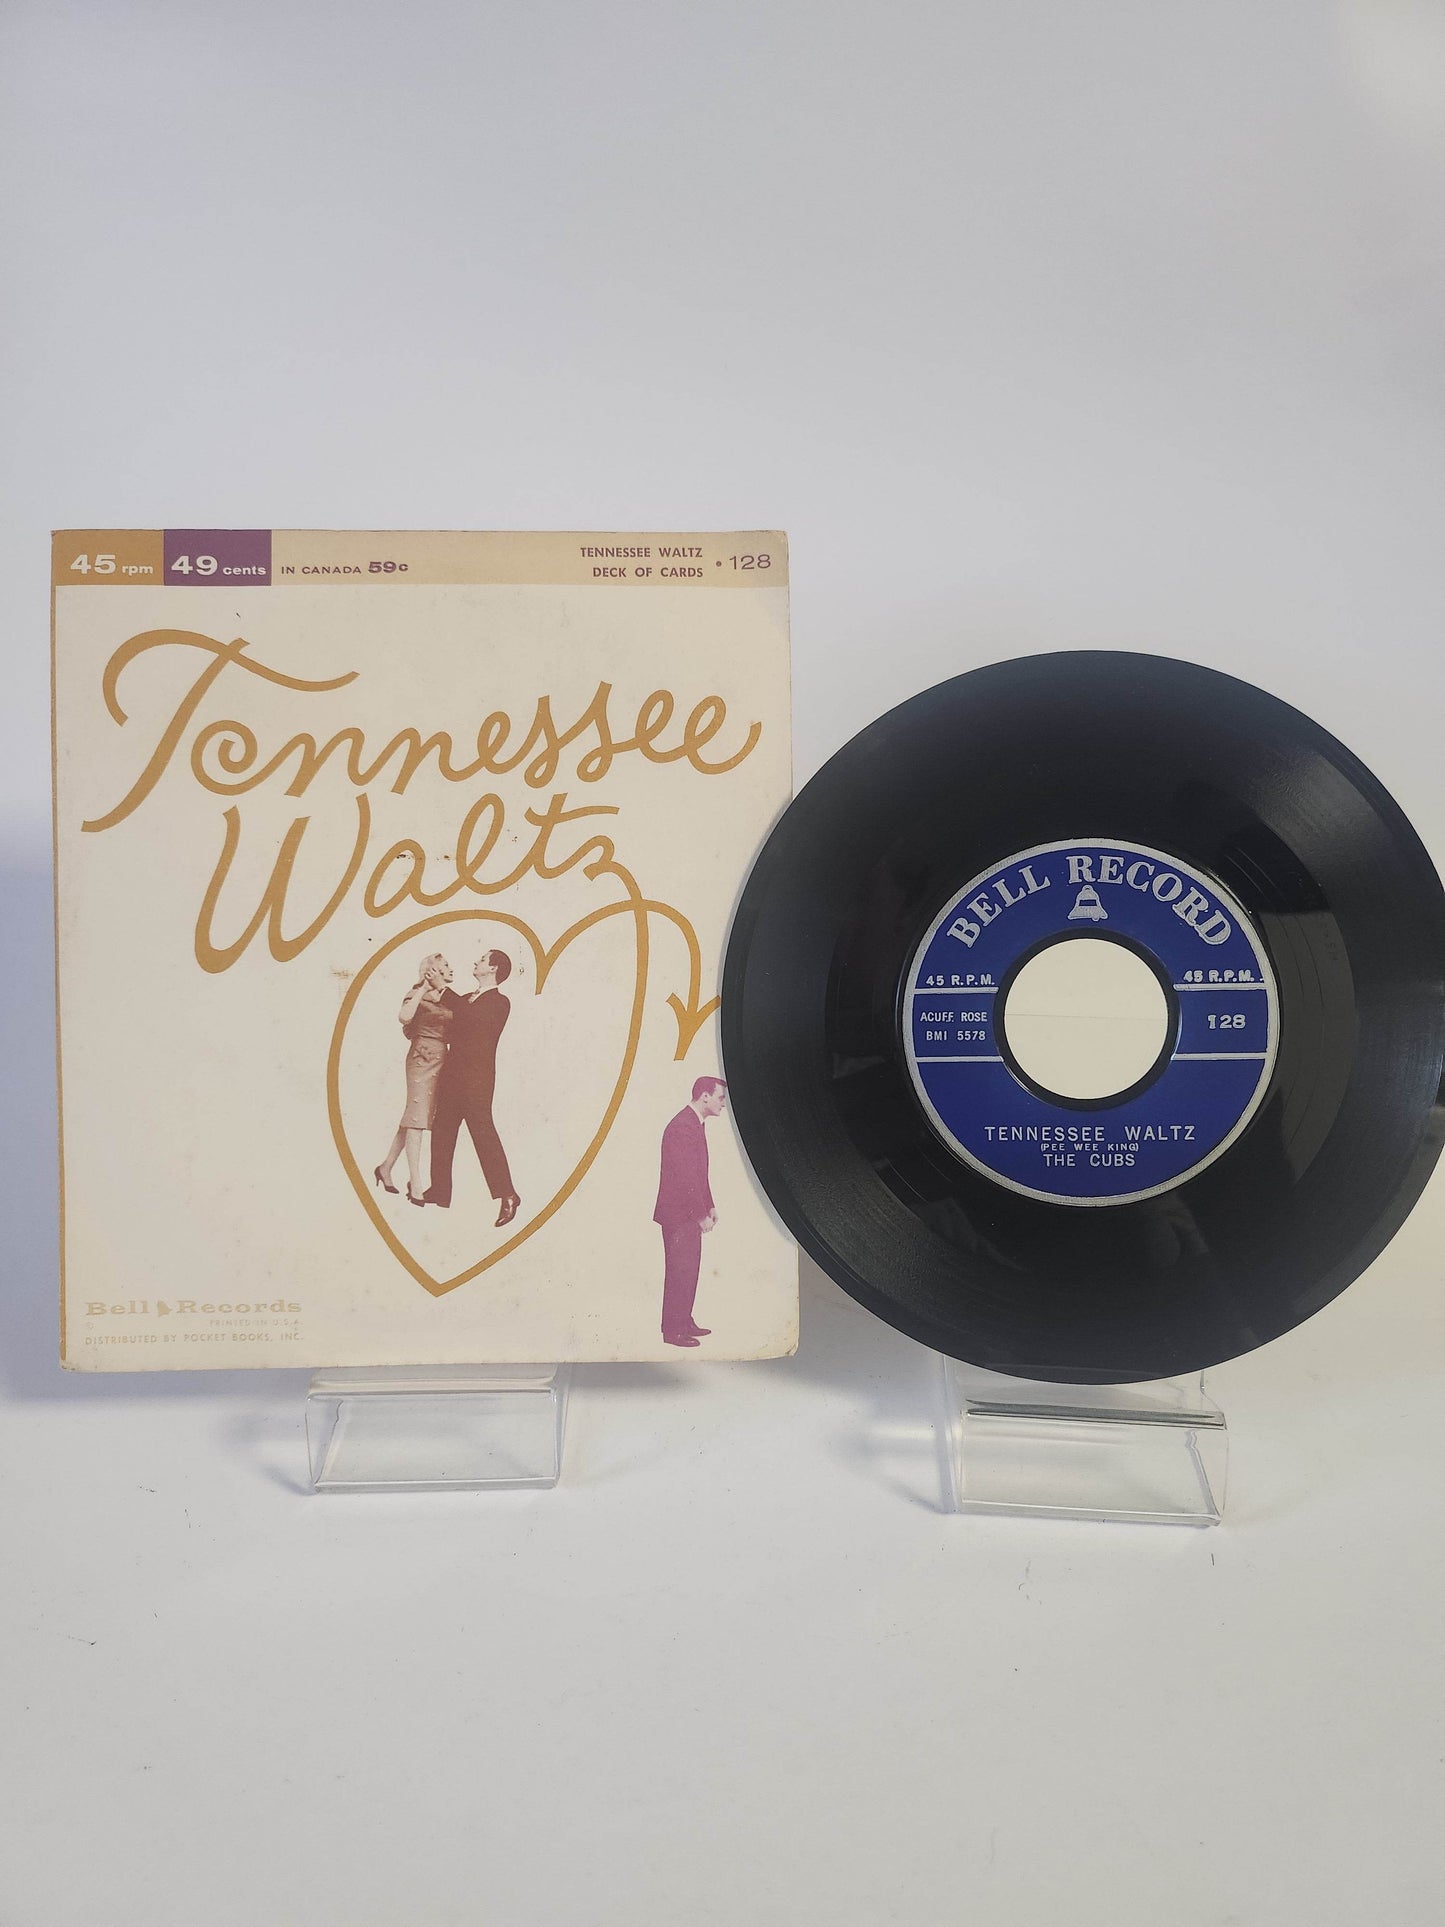 45 rpm 49 cents IN CANADA 59c
TENNESSEE WALTZ
DECK OF CARDS • 128
Tennessee
Waltz
Bell Records
©
PRINTED IN U.S.A.
DISTRIBUTED BY POCKET BOOKS, INC.
BELL RECORD
45 R.P.M. 45 R.P.M.
ACUFF ROSE
BMI 5578
128
TENNESSEE WALTZ
(PEE WEE KING)
THE CUBS